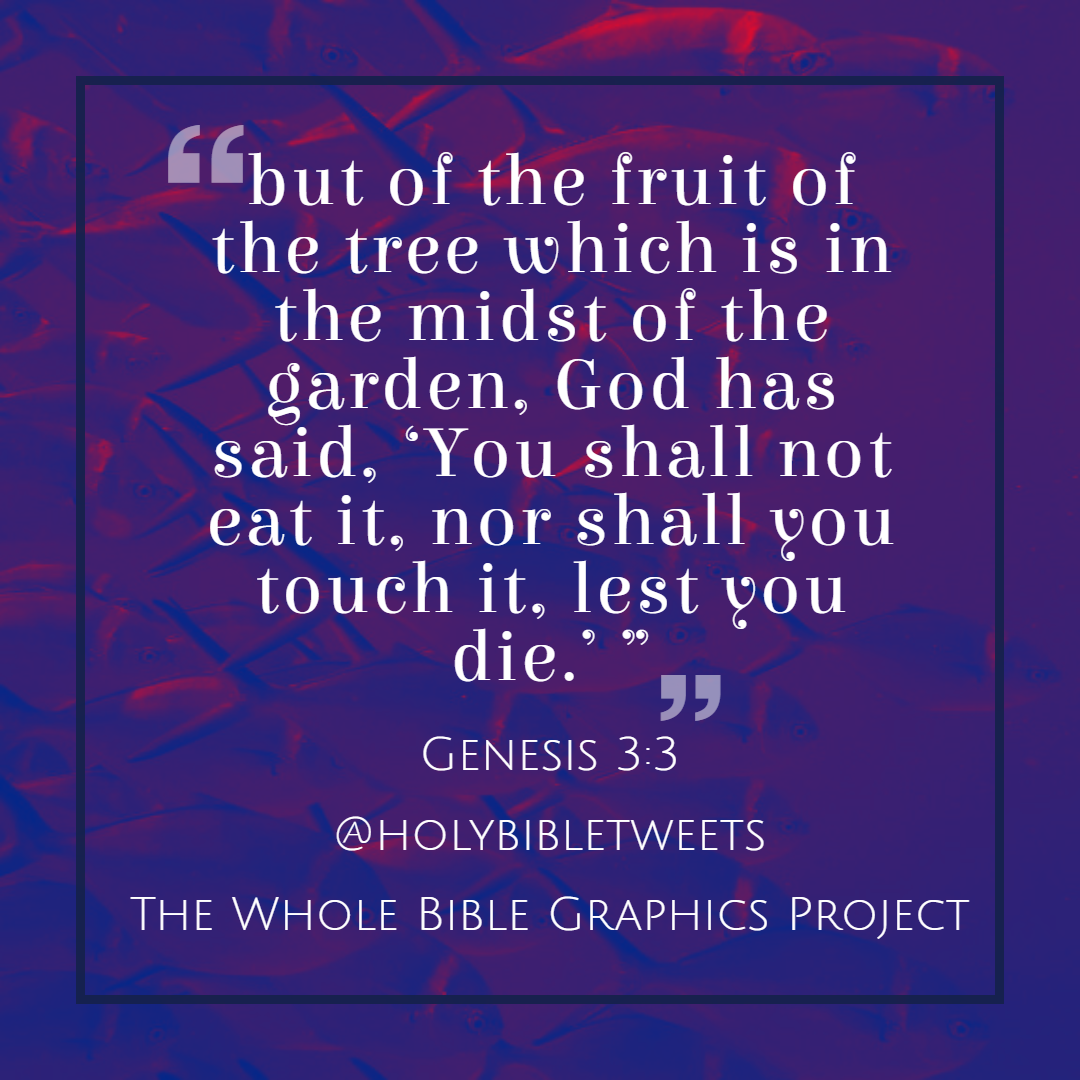 “but of the fruit of
the tree which is in
the midst of the
garden, God has
said, ‘You shall not
eat it, nor shall you
touch it, lest you
die.’ ”
”
Genesis 3:3
@holybibletweets
The Whole Bible Graphics Project